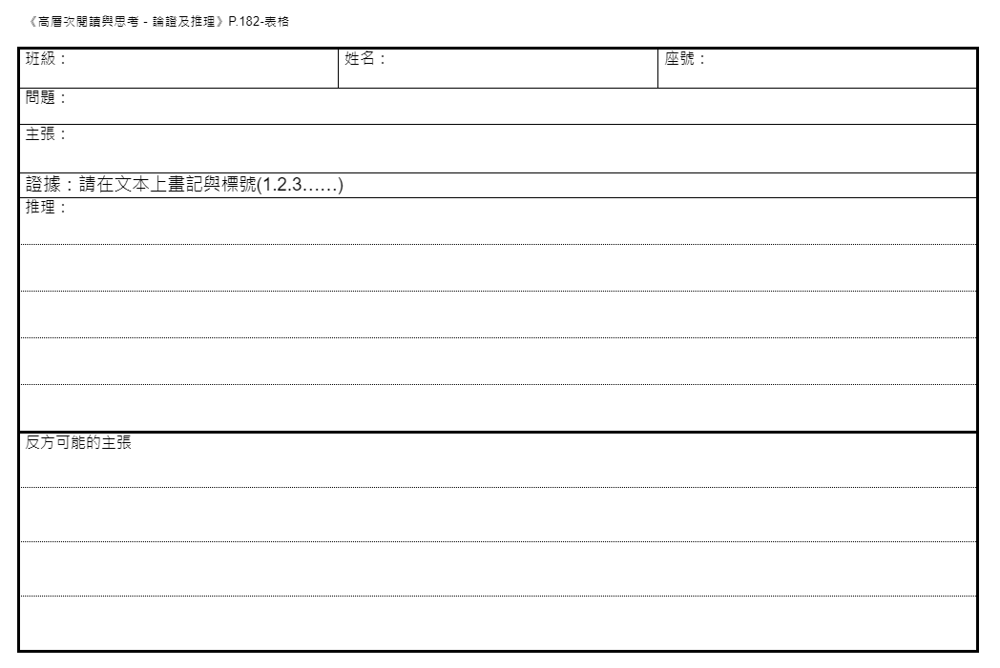 《高層次閱讀與思考－論證及推理》P.182-表格
班級： 姓名： 座號：
問題：
主張：
證據：請在文本上畫記與標號(1.2.3……)
推理：
反方可能的主張